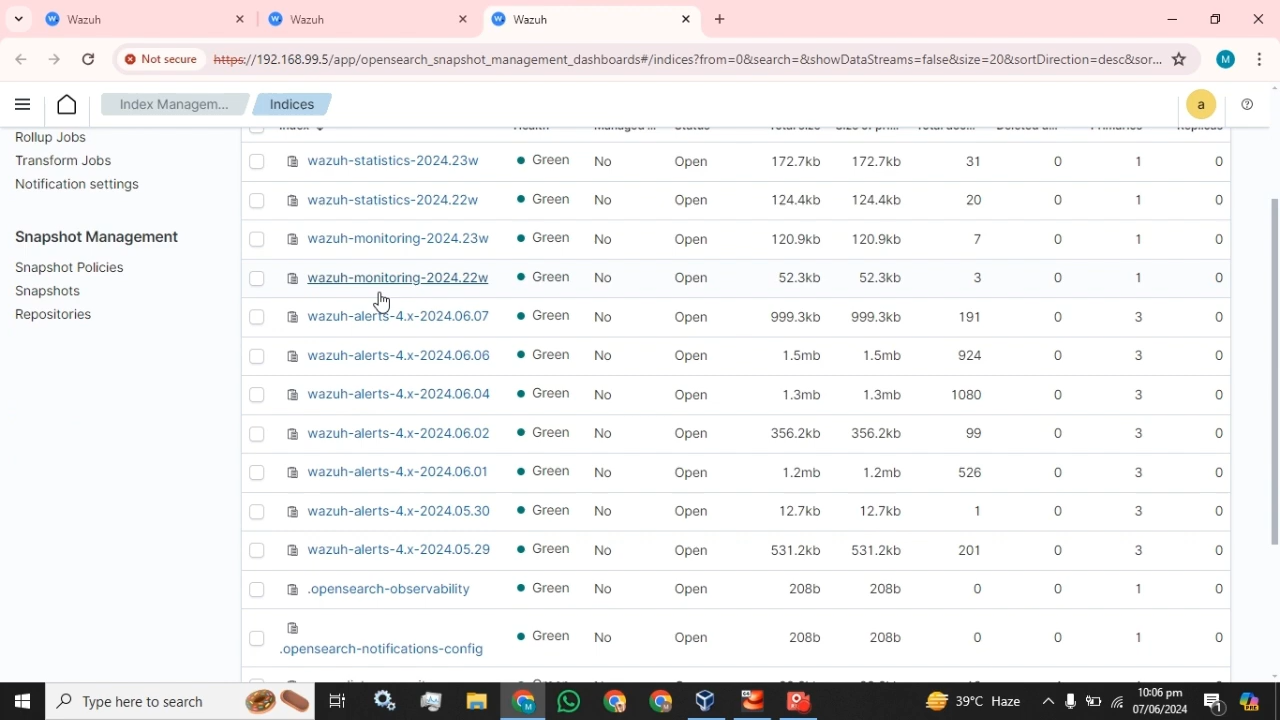 Wazuh
Wazuh
Wazuh
Not secure https://192.168.99.5/app/opensearch_snapshot_management_dashboards#/indices?from=0&search=&showDataStreams=false&size=20&sortDirection=desc&sor... M
Index Managem... Indices a
Rollup Jobs
Transform Jobs
Notification settings
Snapshot Management
Snapshot Policies
Snapshots
Repositories
wazuh-statistics-2024.23w Green No Open 172.7kb 172.7kb 31 0 1 0
wazuh-statistics-2024.22w Green No Open 124.4kb 124.4kb 20 0 1 0
wazuh-monitoring-2024.23w Green No Open 120.9kb 120.9kb 7 0 1 0
wazuh-monitoring-2024.22w Green No Open 52.3kb 52.3kb 3 0 1 0
wazuh-alerts-4.x-2024.06.07 Green No Open 999.3kb 999.3kb 191 0 3 0
wazuh-alerts-4.x-2024.06.06 Green No Open 1.5mb 1.5mb 924 0 3 0
wazuh-alerts-4.x-2024.06.04 Green No Open 1.3mb 1.3mb 1080 0 3 0
wazuh-alerts-4.x-2024.06.02 Green No Open 356.2kb 356.2kb 99 0 3 0
wazuh-alerts-4.x-2024.06.01 Green No Open 1.2mb 1.2mb 526 0 3 0
wazuh-alerts-4.x-2024.05.30 Green No Open 12.7kb 12.7kb 1 0 3 0
wazuh-alerts-4.x-2024.05.29 Green No Open 531.2kb 531.2kb 201 0 3 0
.opensearch-observability Green No Open 208b 208b 0 0 1 0
.opensearch-notifications-config Green No Open 208b 208b 0 0 1 0
Type here to search 39°C Haze 10:06 pm
07/06/2024